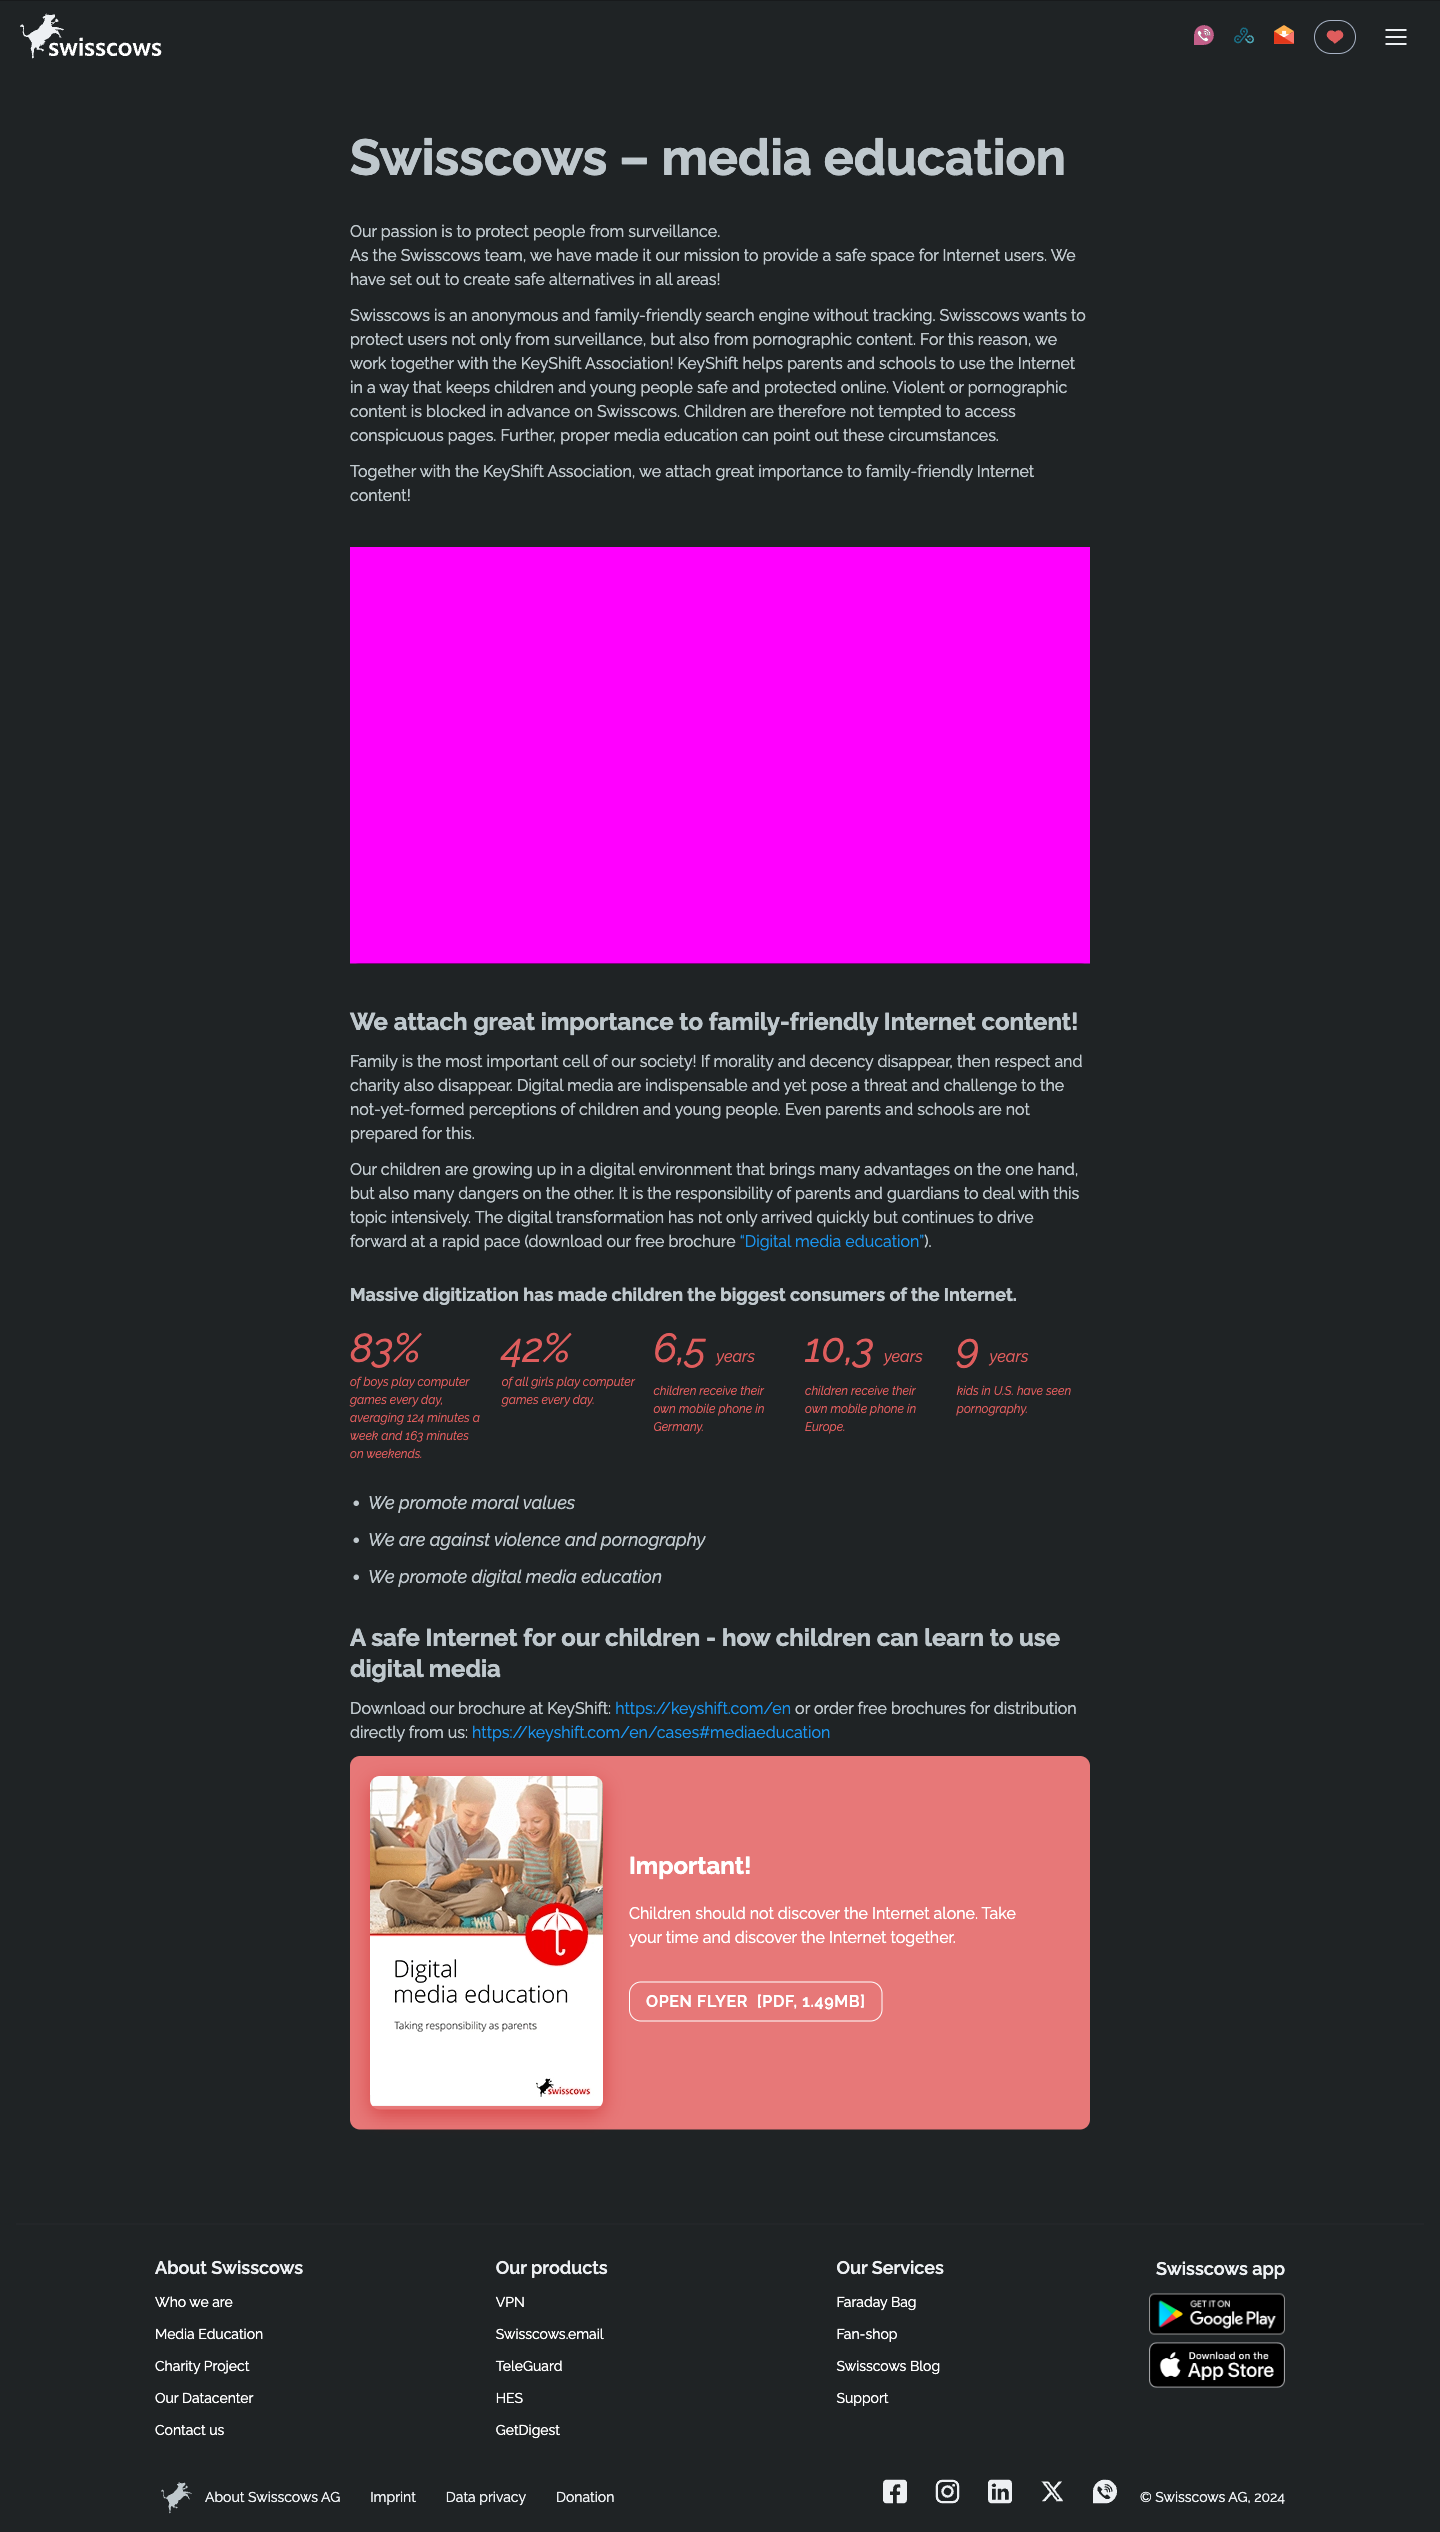 swisscows
Swisscows – media education
Our passion is to protect people from surveillance.
As the Swisscows team, we have made it our mission to provide a safe space for Internet users. We
have set out to create safe alternatives in all areas!
Swisscows is an anonymous and family-friendly search engine without tracking. Swisscows wants to
protect users not only from surveillance, but also from pornographic content. For this reason, we
work together with the KeyShift Association! KeyShift helps parents and schools to use the Internet
in a way that keeps children and young people safe and protected online. Violent or pornographic
content is blocked in advance on Swisscows. Children are therefore not tempted to access
conspicuous pages. Further, proper media education can point out these circumstances.
Together with the KeyShift Association, we attach great importance to family-friendly Internet
content!
We attach great importance to family-friendly Internet content!
Family is the most important cell of our society! If morality and decency disappear, then respect and
charity also disappear. Digital media are indispensable and yet pose a threat and challenge to the
not-yet-formed perceptions of children and young people. Even parents and schools are not
prepared for this.
Our children are growing up in a digital environment that brings many advantages on the one hand,
but also many dangers on the other. It is the responsibility of parents and guardians to deal with this
topic intensively. The digital transformation has not only arrived quickly but continues to drive
forward at a rapid pace (download our free brochure “Digital media education”).
Massive digitization has made children the biggest consumers of the Internet.
83%
of boys play computer
games every day,
averaging 124 minutes a
week and 163 minutes
on weekends.
42%
of all girls play computer
games every day.
6,5 years
children receive their
own mobile phone in
Germany.
10,3 years
children receive their
own mobile phone in
Europe.
9 years
kids in U.S. have seen
pornography.
• We promote moral values
• We are against violence and pornography
• We promote digital media education
A safe Internet for our children - how children can learn to use
digital media
Download our brochure at KeyShift: https://keyshift.com/en or order free brochures for distribution
directly from us: https://keyshift.com/en/cases#mediaeducation
Digital
media education
Taking responsibility as parents
swisscows
Important!
Children should not discover the Internet alone. Take
your time and discover the Internet together.
OPEN FLYER [PDF, 1.49MB]
About Swisscows
Who we are
Media Education
Charity Project
Our Datacenter
Contact us
Our products
VPN
Swisscows.email
TeleGuard
HES
GetDigest
Our Services
Faraday Bag
Fan-shop
Swisscows Blog
Support
Swisscows app
GET IT ON
Google Play
Download on the
App Store
About Swisscows AG
Imprint
Data privacy
Donation
© Swisscows AG, 2024